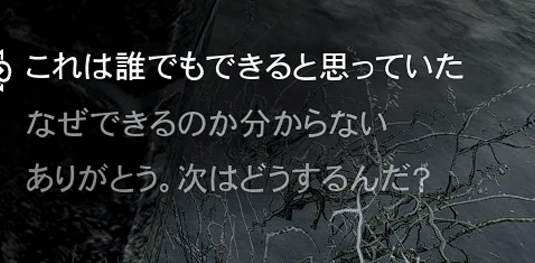 これは誰でもできると思っていた
なぜできるのか分からない
ありがとう。次はどうするんだ?